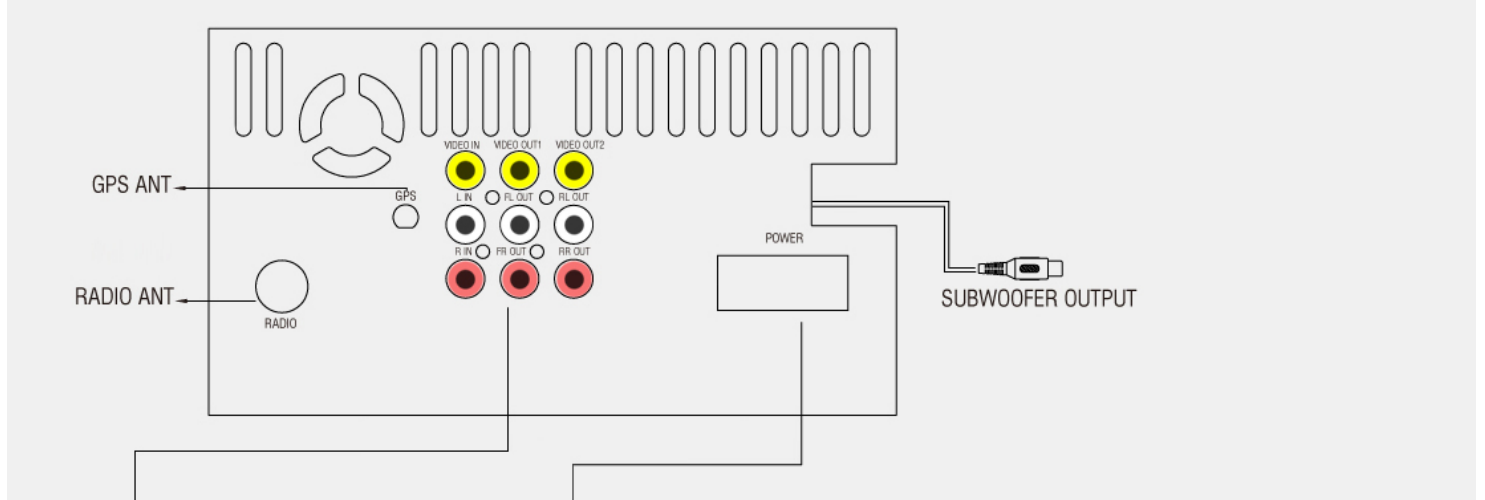 VIDEO IN VIDEO OUT1 VIDEO OUT2
GPS ANT
GPS
L IN FL OUT RL OUT
POWER
R IN FR OUT RR OUT
RADIO ANT
SUBWOOFER OUTPUT
RADIO